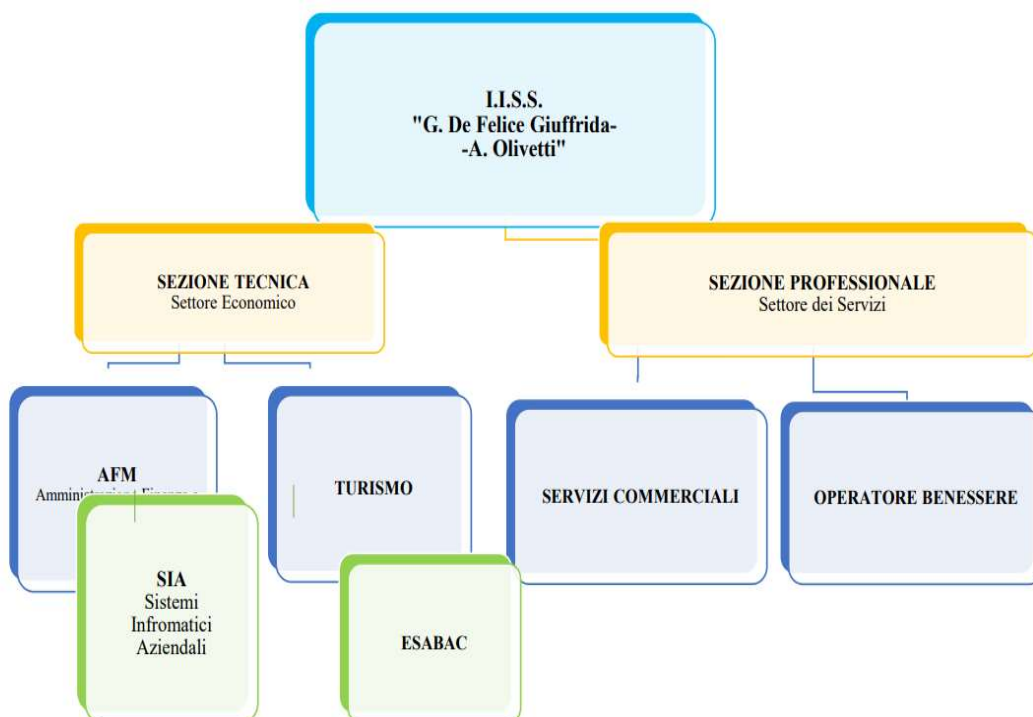 I.I.S.S.
"G. De Felice Giuffrida-
-A. Olivetti"
SEZIONE TECNICA
Settore Economico
SEZIONE PROFESSIONALE
Settore dei Servizi
AFM
TURISMO
SERVIZI COMMERCIALI
OPERATORE BENESSERE
SIA
Sistemi
Infromatici
Aziendali
ESABAC